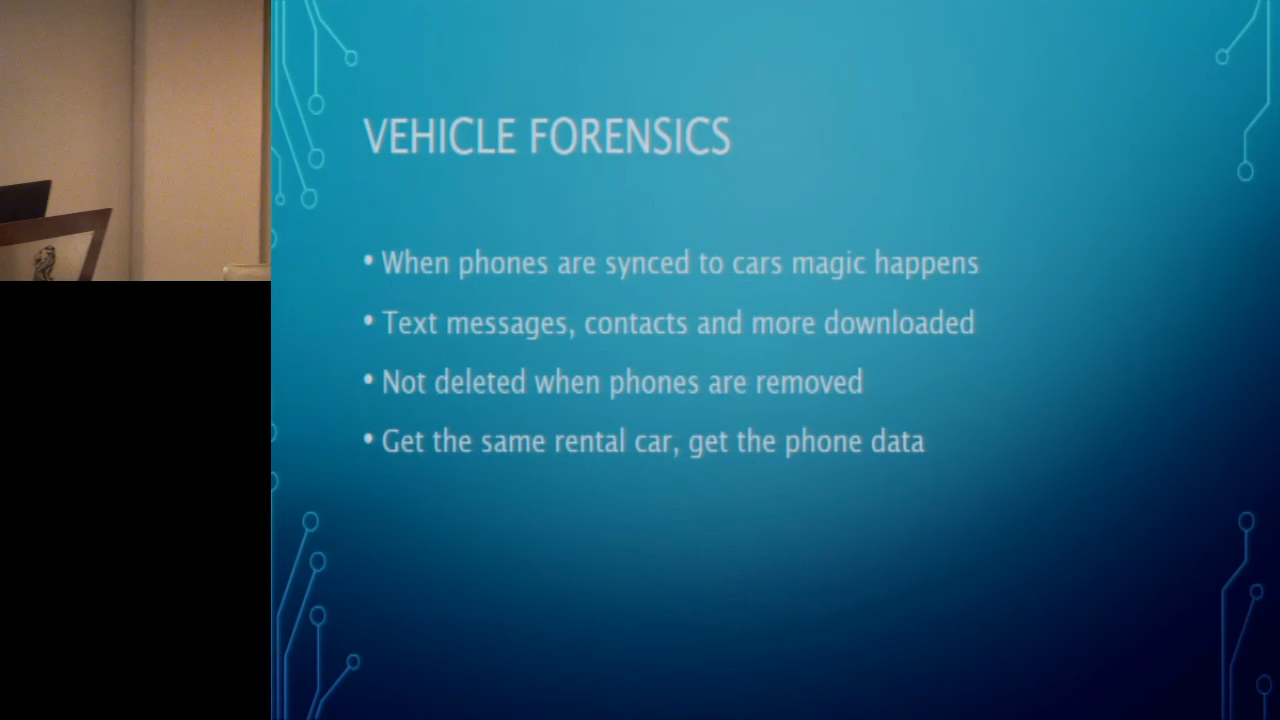 VEHICLE FORENSICS
• When phones are synced to cars magic happens
• Text messages, contacts and more downloaded
• Not deleted when phones are removed
• Get the same rental car, get the phone data